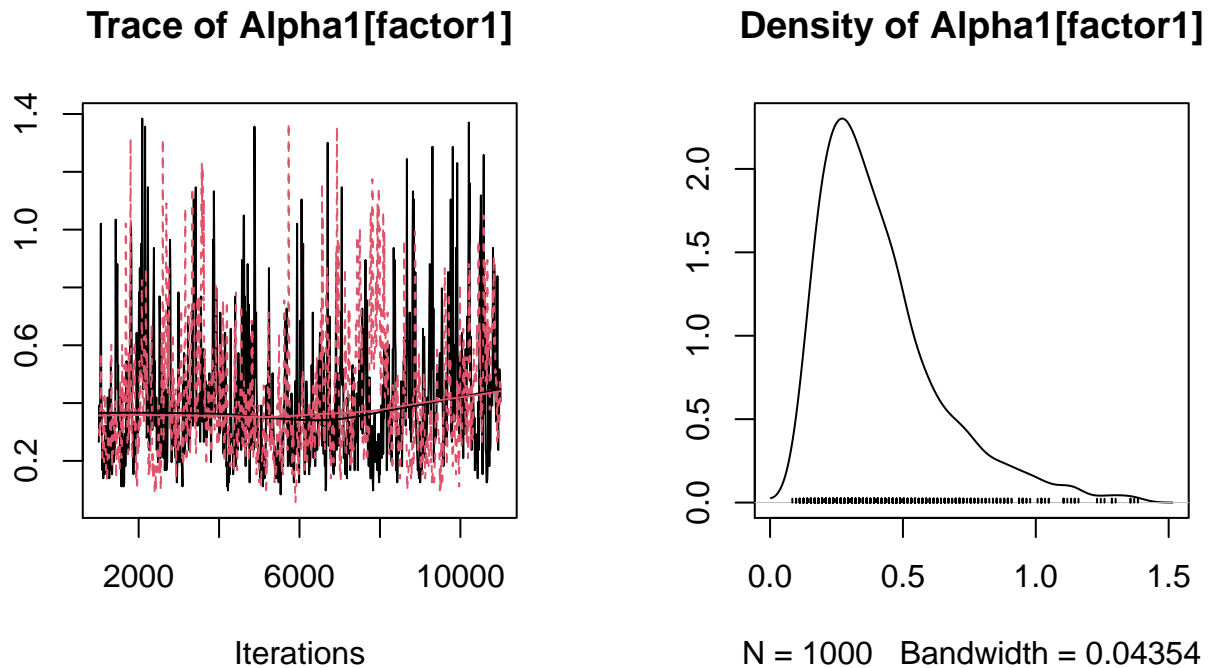 Trace of Alpha1[factor1]
1.4
1.0
0.6
0.2
2000 6000 10000
Iterations
Density of Alpha1[factor1]
2.0
1.5
1.0
0.5
0.0
0.0 0.5 1.0 1.5
N = 1000 Bandwidth = 0.04354